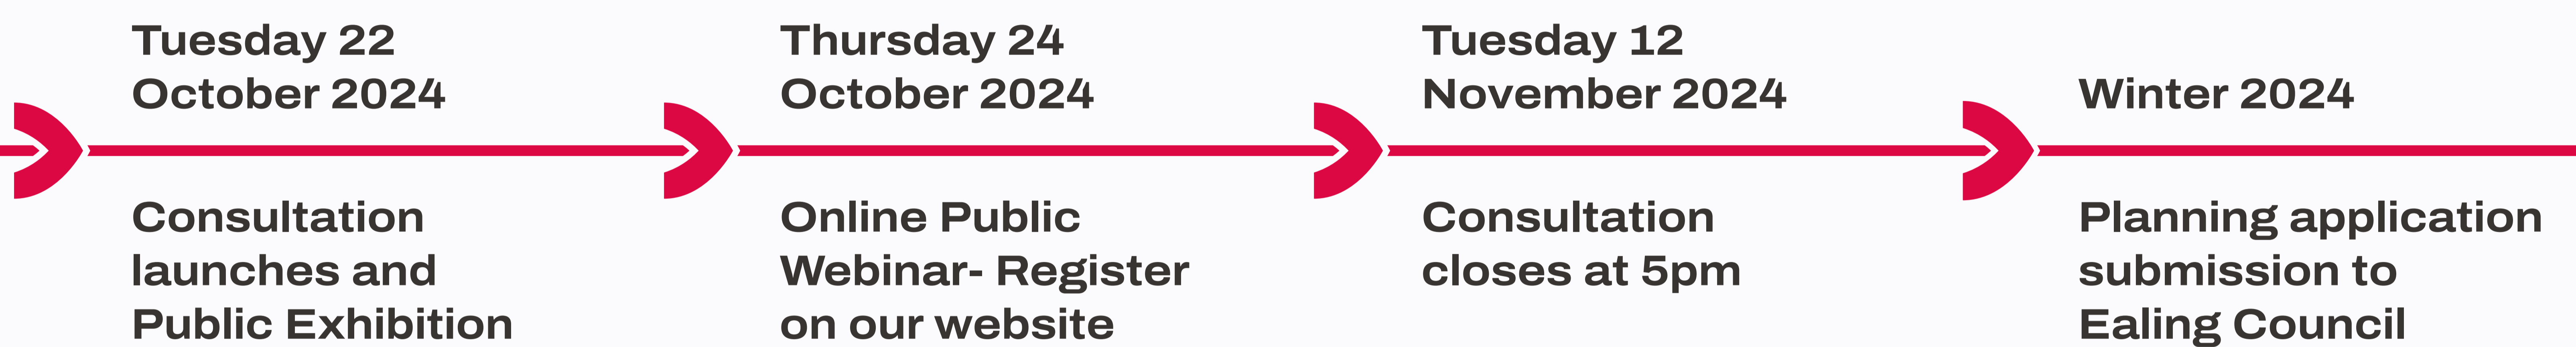 Tuesday 22
October 2024
Consultation
launches and
Public Exhibition
Thursday 24
October 2024
Online Public
Webinar- Register
on our website
Tuesday 12
November 2024
Consultation
closes at 5pm
Winter 2024
Planning application
submission to
Ealing Council